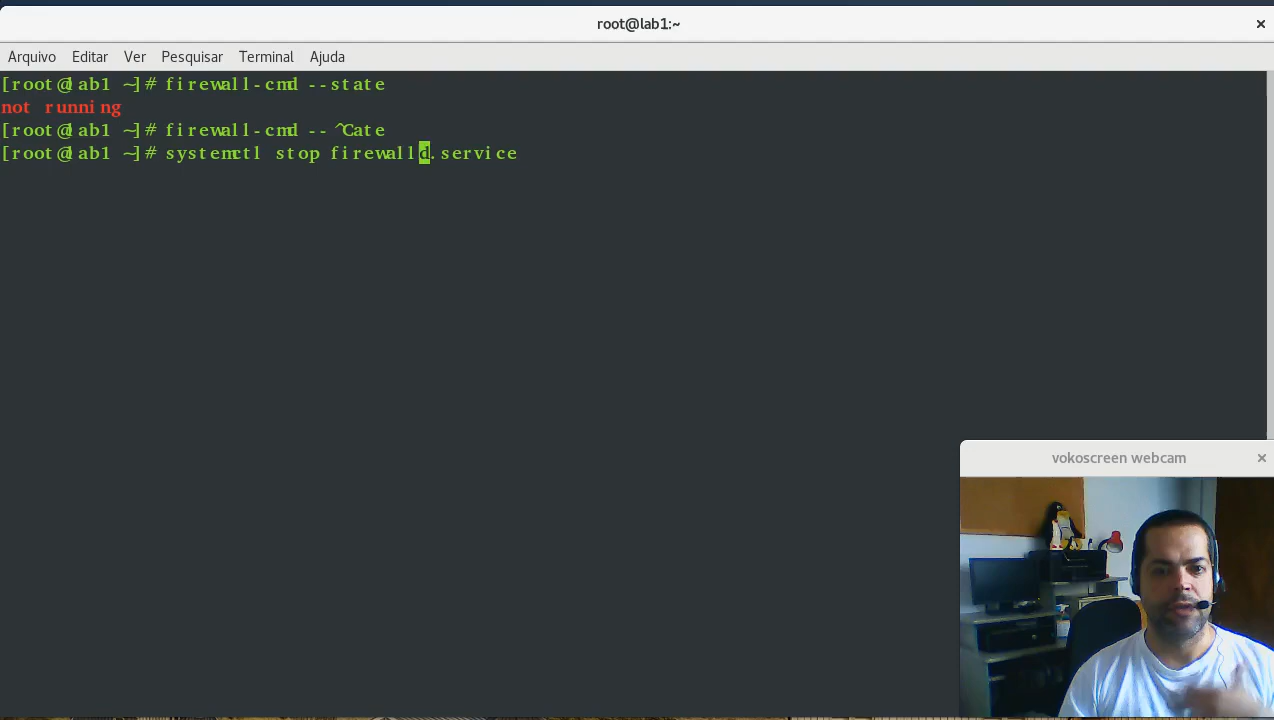 root@lab1:~ ×
Arquivo Editar Ver Pesquisar Terminal Ajuda
[root@lab1 ~]# firewall-cmd --state
not running
[root@lab1 ~]# firewall-cmd -- ^Cate
[root@lab1 ~]# systemctl stop firewalld.service
vokoscreen webcam ×